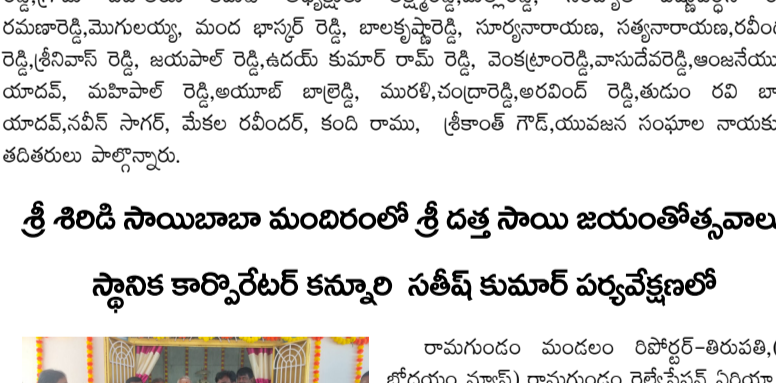 రమణారెడ్డి,మొగులయ్య, మంద భాస్కర్ రెడ్డి, బాలకృష్ణారెడ్డి, సూర్యనారాయణ, సత్యనారాయణ,
రెడ్డి,శ్రీనివాస్ రెడ్డి, జయపాల్ రెడ్డి,ఉదయ్ కుమార్ రామ్ రెడ్డి, వెంకట్రాంరెడ్డి,వాసుదేవరెడ్డి,
యాదవ్, మహిపాల్ రెడ్డి,అయూబ్ బాల్రెడ్డి, మురళి,చంద్రారెడ్డి,అరవింద్ రెడ్డి,తుడుం రవి
యాదవ్,నవీన్ సాగర్, మేకల రవీందర్, కంది రాము, శ్రీకాంత్ గౌడ్,యువజన సంఘాల
తదితరులు పాల్గొన్నారు.
శ్రీ శిరిడి సాయిబాబా మందిరంలో శ్రీ దత్త సాయి జయంతోత్సవాలు
స్థానిక కార్పొరేటర్ కన్నూరి సతీష్ కుమార్ పర్యవేక్షణలో
రామగుండం మండలం రిపోర్టర్-తిరుపతి,